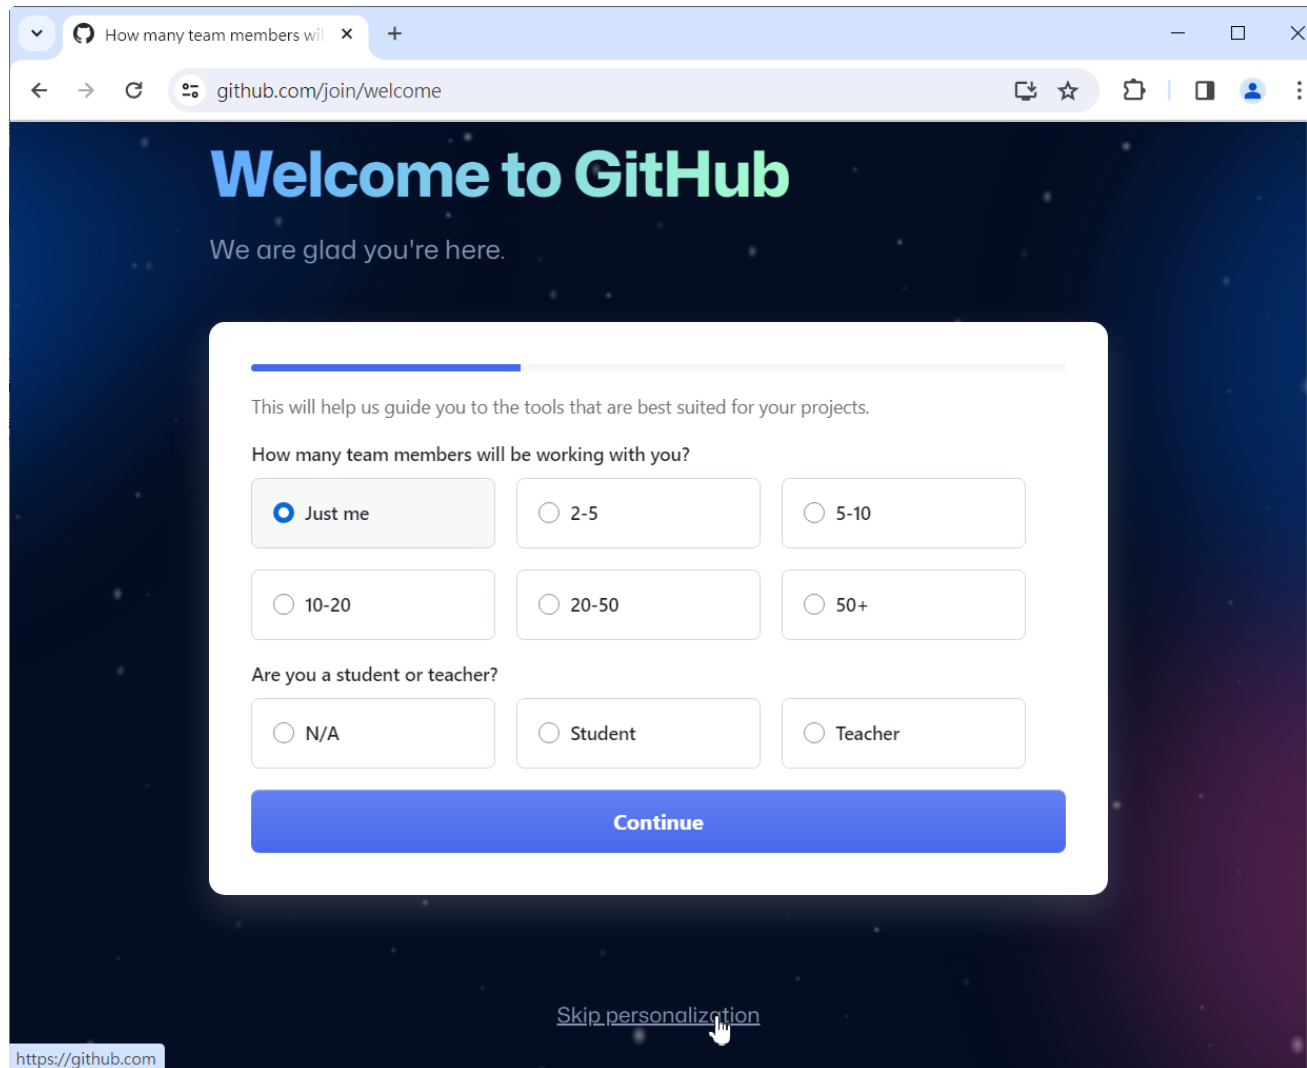 How many team members wil
github.com/join/welcome
Welcome to GitHub
We are glad you're here.
This will help us guide you to the tools that are best suited for your projects.
How many team members will be working with you?
Just me
2-5
5-10
10-20
20-50
50+
Are you a student or teacher?
N/A
Student
Teacher
Continue
Skip personalization
https://github.com